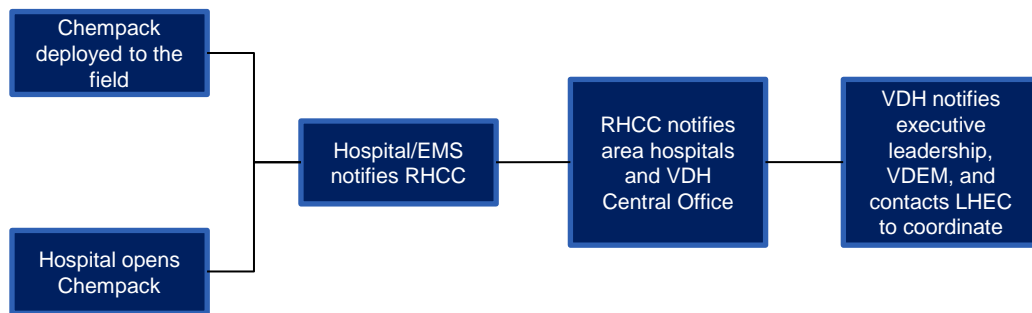 Chempack
deployed to the
field
Hospital opens
Chempack
Hospital/EMS
notifies RHCC
RHCC notifies
area hospitals
and VDH
Central Office
VDH notifies
executive
leadership,
VDEM, and
contacts LHEC
to coordinate